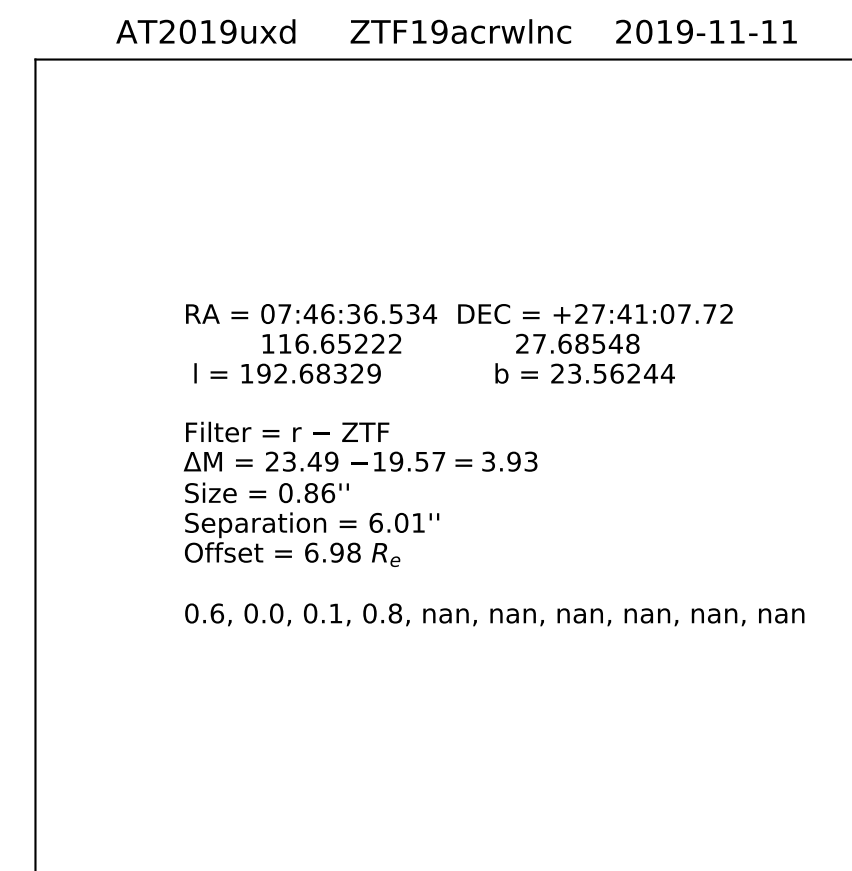 AT2019uxd ZTF19acrwlnc 2019-11-11
RA = 07:46:36.534 DEC = +27:41:07.72
116.65222 27.68548
l = 192.68329 b = 23.56244
Filter = r − ZTF
ΔM = 23.49 −19.57 = 3.93
Size = 0.86''
Separation = 6.01''
Offset = 6.98 Rₑ
0.6, 0.0, 0.1, 0.8, nan, nan, nan, nan, nan, nan